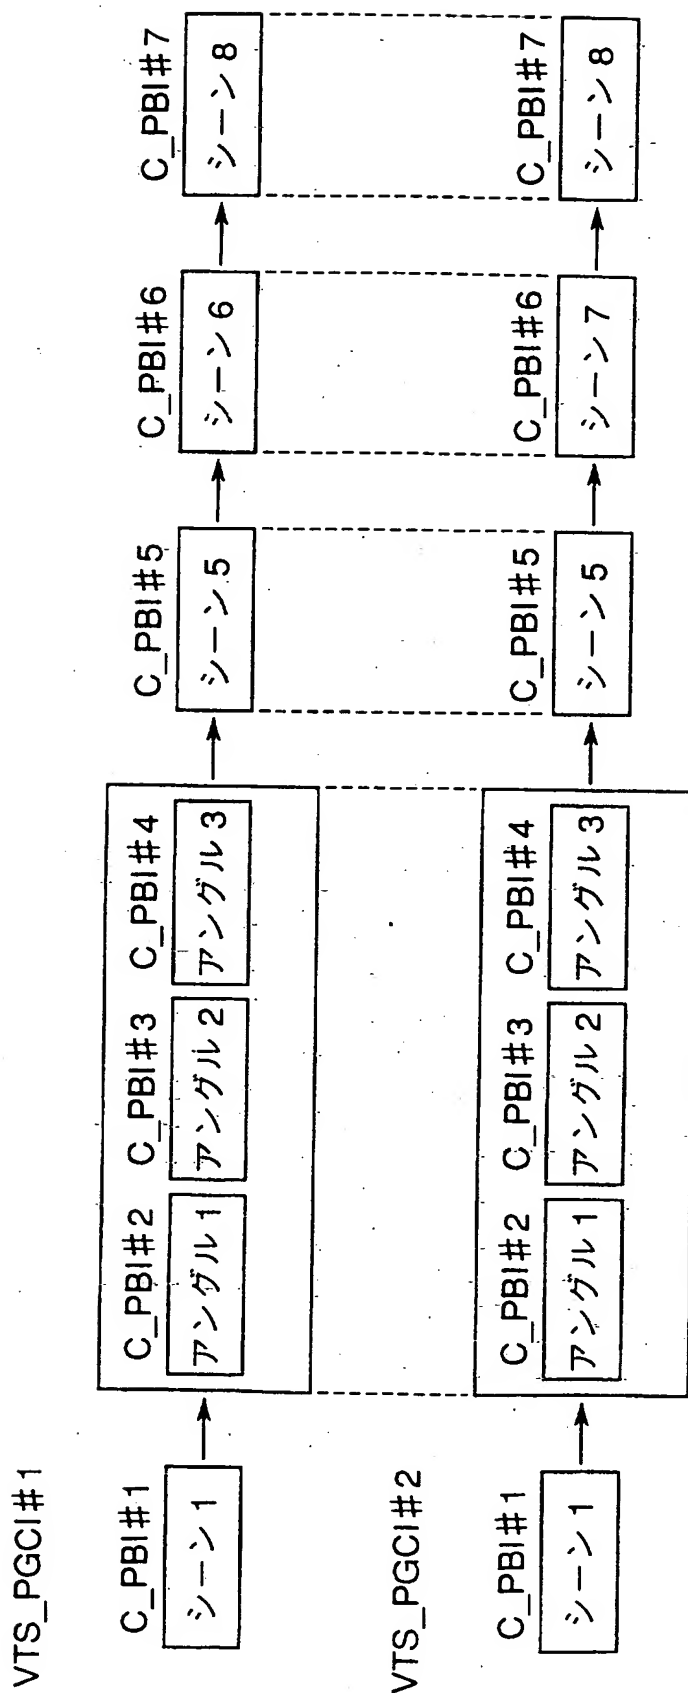 VTS_PGCI#1
C_PBI#1
シーン1
C_PBI#2
アングル1
C_PBI#3
アングル2
C_PBI#4
アングル3
C_PBI#5
シーン5
C_PBI#6
シーン6
C_PBI#7
シーン8
VTS_PGCI#2
C_PBI#1
シーン1
C_PBI#2
アングル1
C_PBI#3
アングル2
C_PBI#4
アングル3
C_PBI#5
シーン5
C_PBI#6
シーン7
C_PBI#7
シーン8